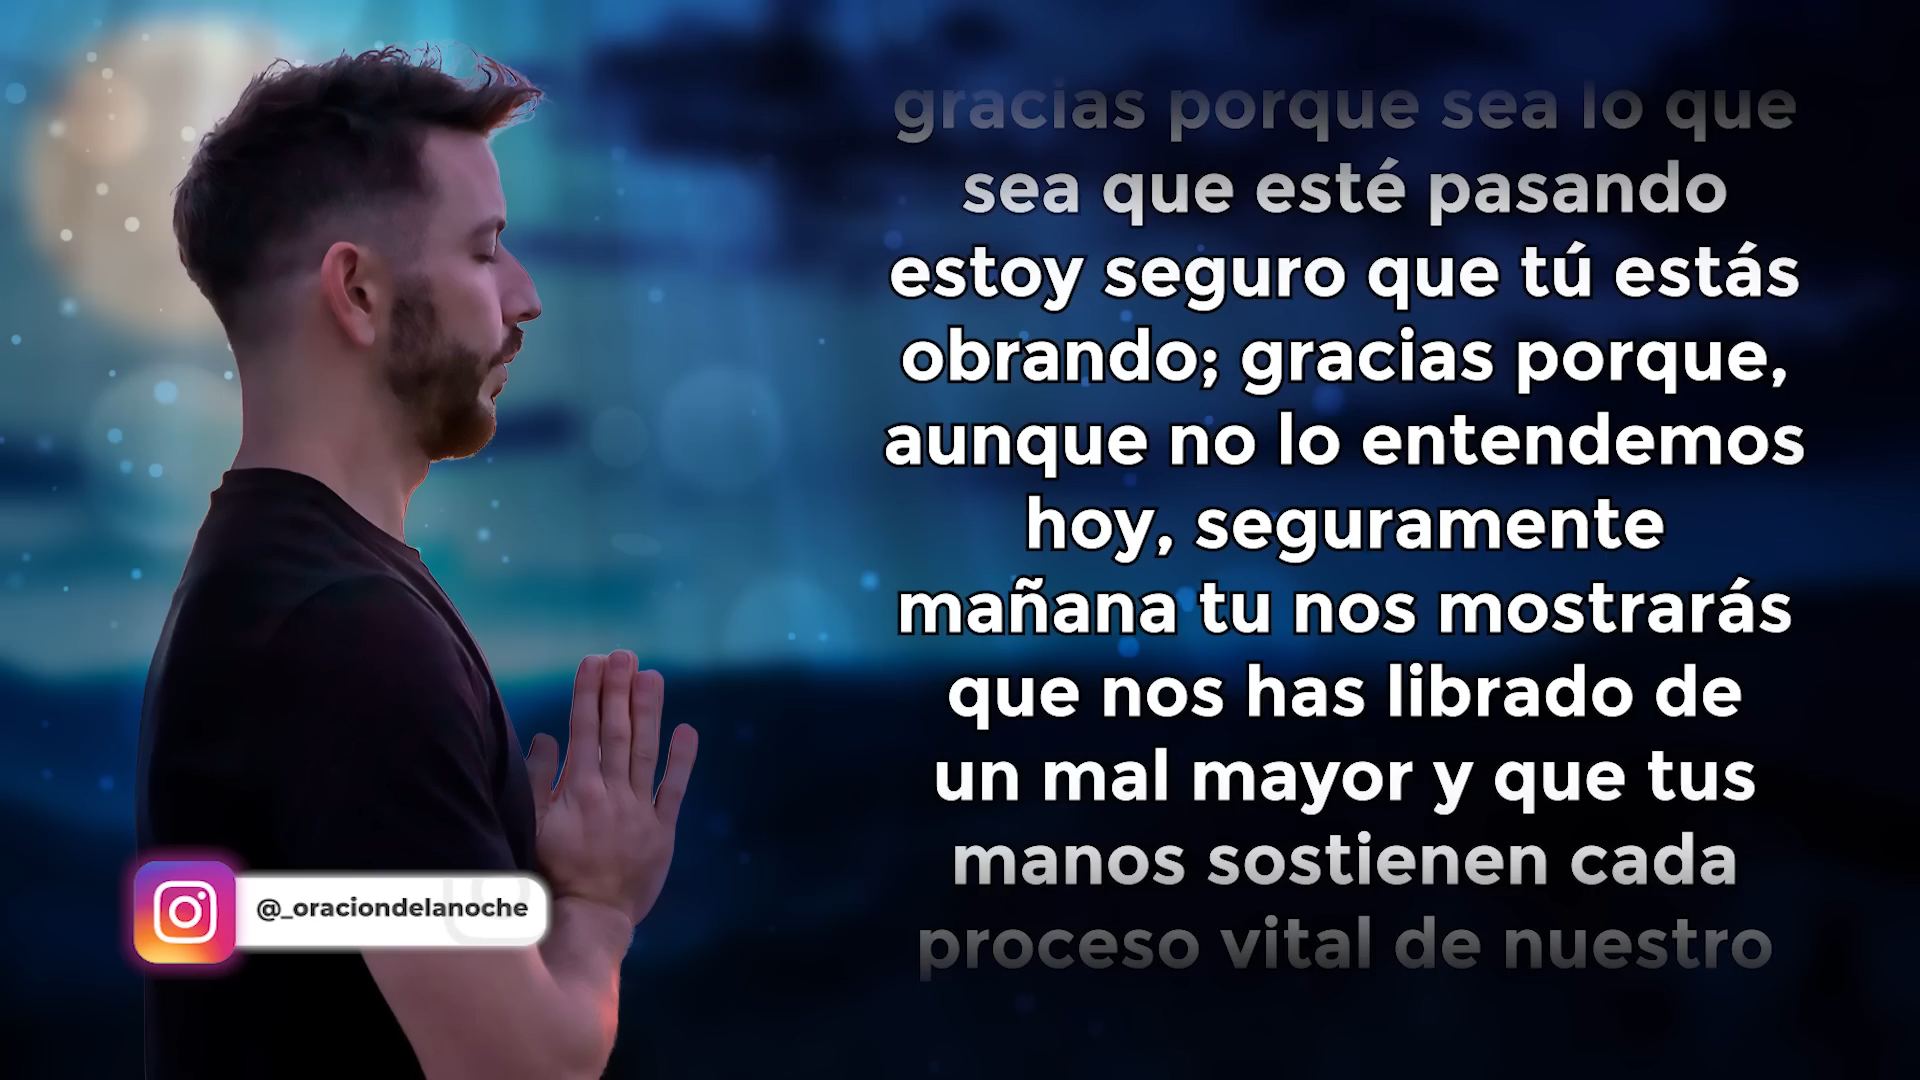 gracias porque sea lo que
sea que esté pasando
estoy seguro que tú estás
obrando; gracias porque,
aunque no lo entendemos
hoy, seguramente
mañana tu nos mostrarás
que nos has librado de
un mal mayor y que tus
manos sostienen cada
proceso vital de nuestro
@_oraciondelanoche